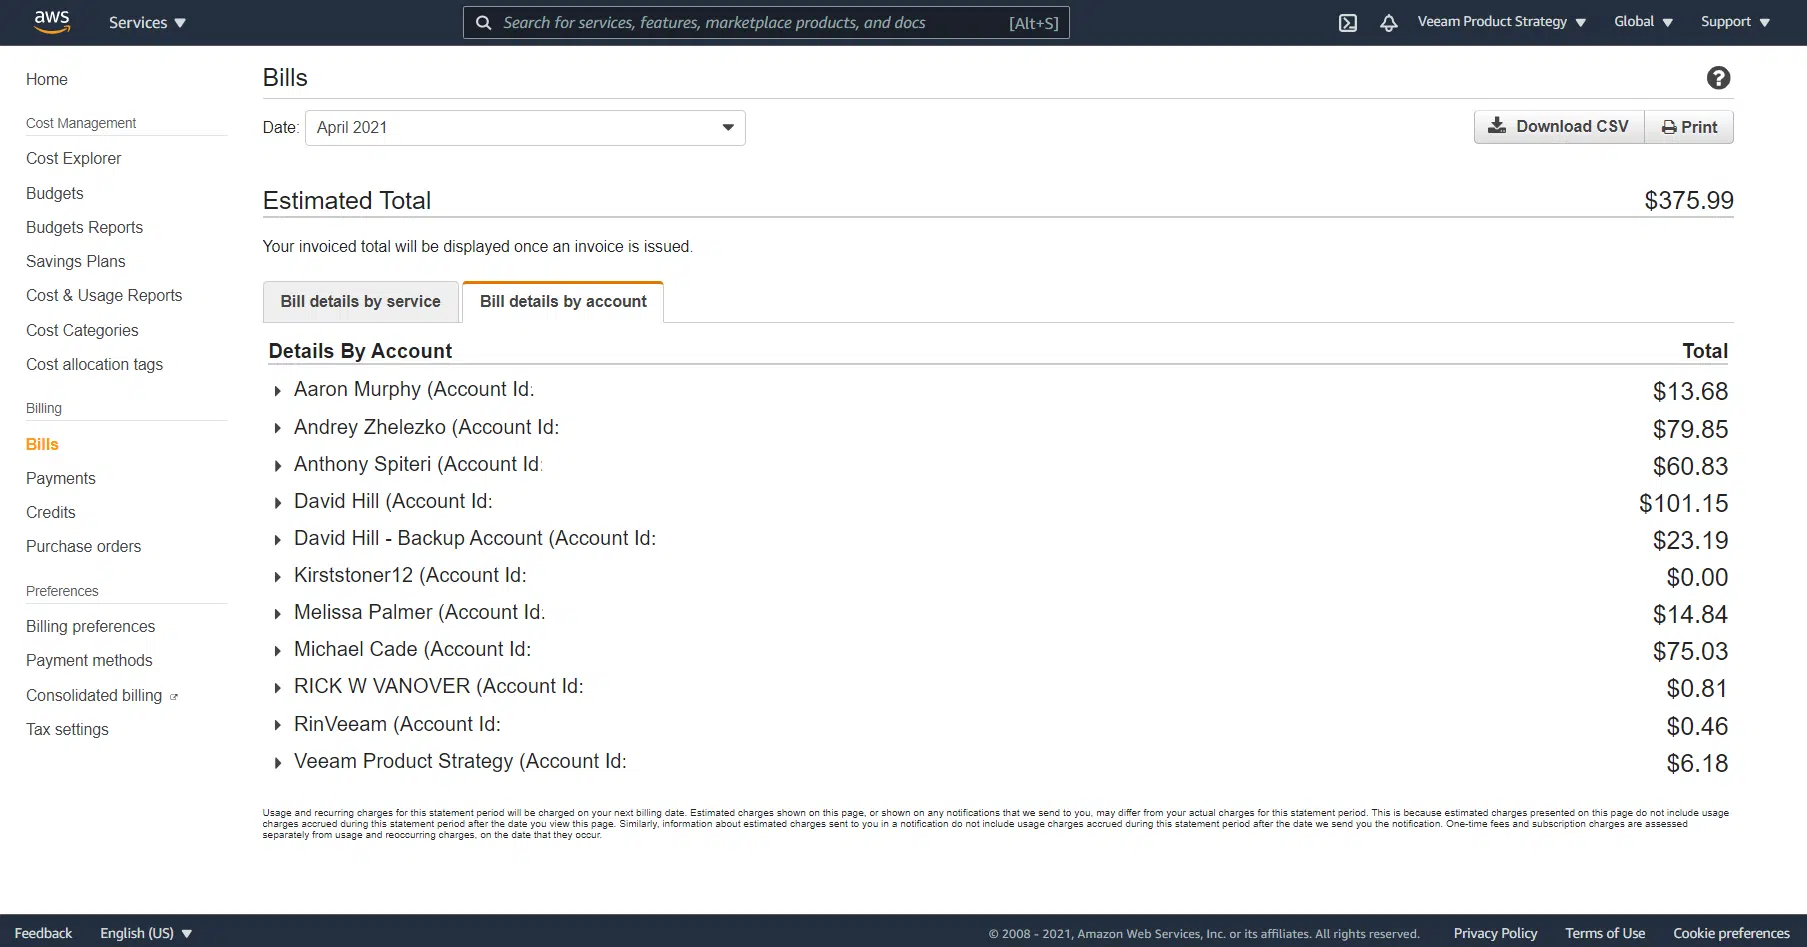 aws
Services
Search for services, features, marketplace products, and docs [Alt+S]
Veeam Product Strategy
Global
Support
Home
Cost Management
Cost Explorer
Budgets
Budgets Reports
Savings Plans
Cost & Usage Reports
Cost Categories
Cost allocation tags
Billing
Bills
Payments
Credits
Purchase orders
Preferences
Billing preferences
Payment methods
Consolidated billing
Tax settings
Bills
Date: April 2021
Download CSV
Print
Estimated Total $375.99
Your invoiced total will be displayed once an invoice is issued.
Bill details by service
Bill details by account
Details By Account Total
Aaron Murphy (Account Id: $13.68
Andrey Zhelezko (Account Id: $79.85
Anthony Spiteri (Account Id: $60.83
David Hill (Account Id: $101.15
David Hill - Backup Account (Account Id: $23.19
Kirststoner12 (Account Id: $0.00
Melissa Palmer (Account Id: $14.84
Michael Cade (Account Id: $75.03
RICK W VANOVER (Account Id: $0.81
RinVeeam (Account Id: $0.46
Veeam Product Strategy (Account Id: $6.18
Usage and recurring charges for this statement period will be charged on your next billing date. Estimated charges shown on this page, or shown on any notifications that we send to you, may differ from your actual charges for this statement period. This is because estimated charges presented on this page do not include usage
charges accrued during this statement period after the date you view this page. Similarly, information about estimated charges sent to you in a notification do not include usage charges accrued during this statement period after the date we send you the notification. One-time fees and subscription charges are assessed
separately from usage and reoccurring charges, on the date that they occur.
Feedback
English (US)
© 2008 - 2021, Amazon Web Services, Inc. or its affiliates. All rights reserved.
Privacy Policy
Terms of Use
Cookie preferences